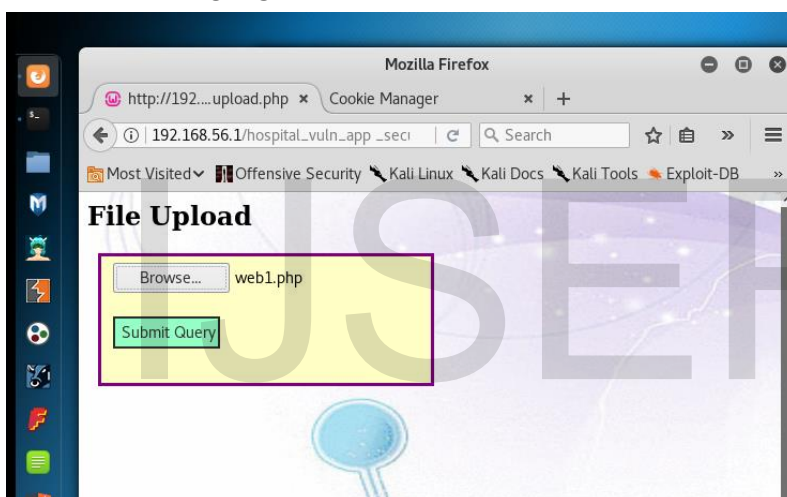 Mozilla Firefox
http://192....upload.php × Cookie Manager × +
192.168.56.1/hospital_vuln_app _secu Search
Most Visited Offensive Security Kali Linux Kali Docs Kali Tools Exploit-DB »
File Upload
Browse... web1.php
Submit Query
IJSER